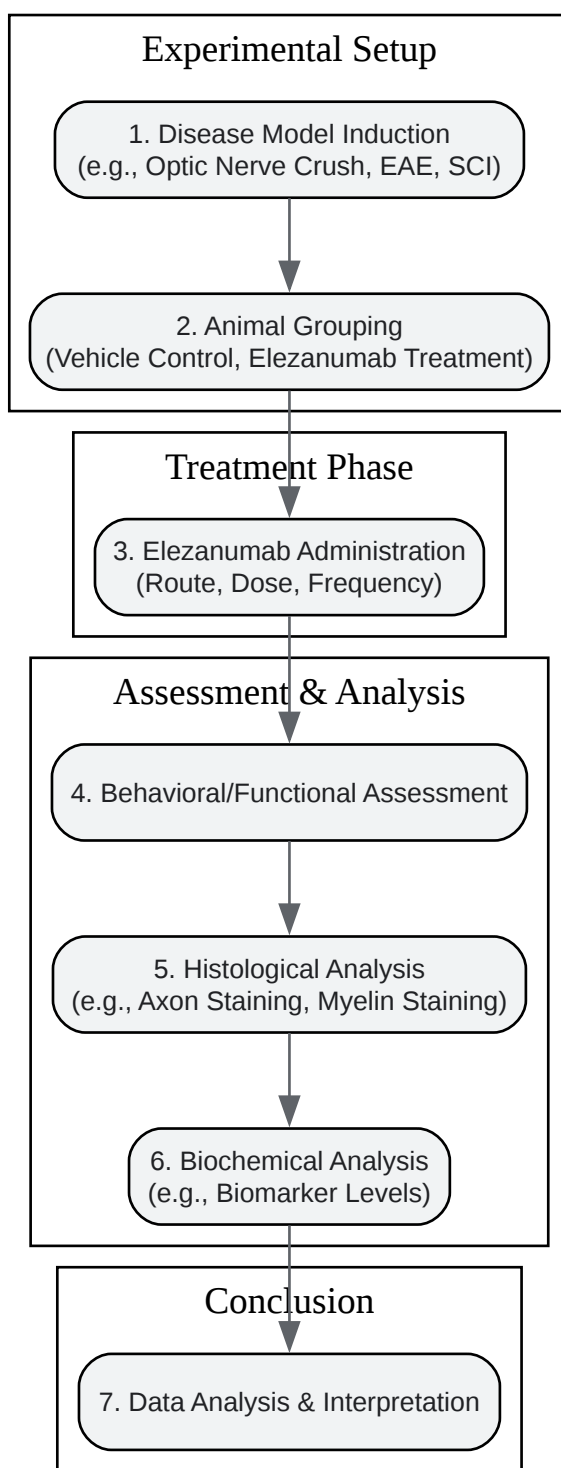 Experimental Setup
1. Disease Model Induction
(e.g., Optic Nerve Crush, EAE, SCI)
2. Animal Grouping
(Vehicle Control, Elezanumab Treatment)
Treatment Phase
3. Elezanumab Administration
(Route, Dose, Frequency)
Assessment & Analysis
4. Behavioral/Functional Assessment
5. Histological Analysis
(e.g., Axon Staining, Myelin Staining)
6. Biochemical Analysis
(e.g., Biomarker Levels)
Conclusion
7. Data Analysis & Interpretation